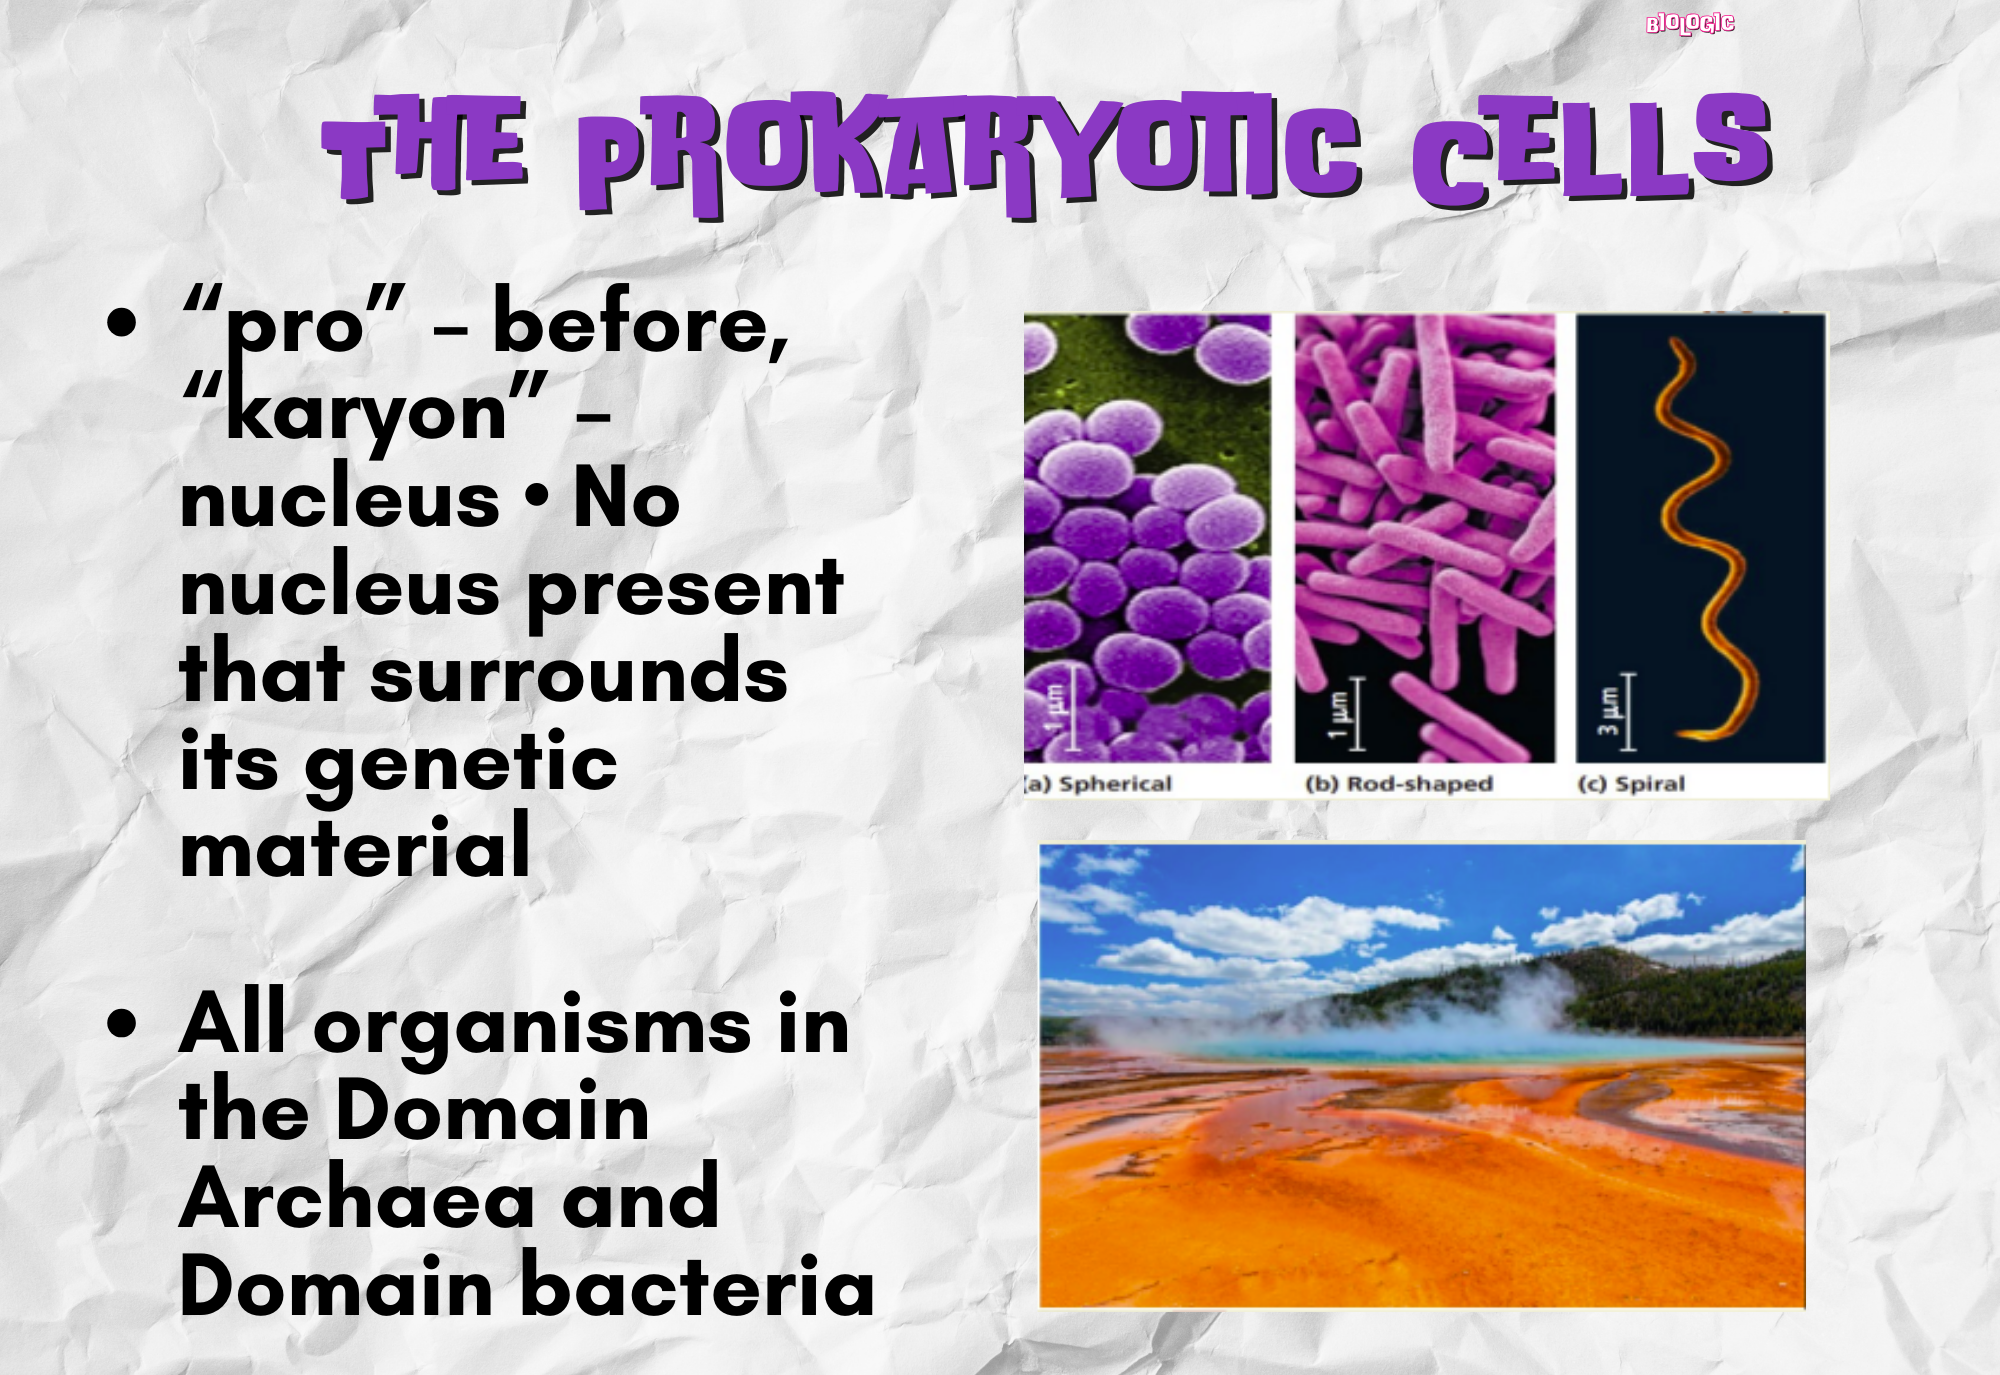 BIOLOGIC
THE PROKARYOTIC CELLS
• “pro” – before,
“karyon” –
nucleus • No
nucleus present
that surrounds
its genetic
material
• All organisms in
the Domain
Archaea and
Domain bacteria
1 µm
1 µm
3 µm
(a) Spherical
(b) Rod-shaped
(c) Spiral